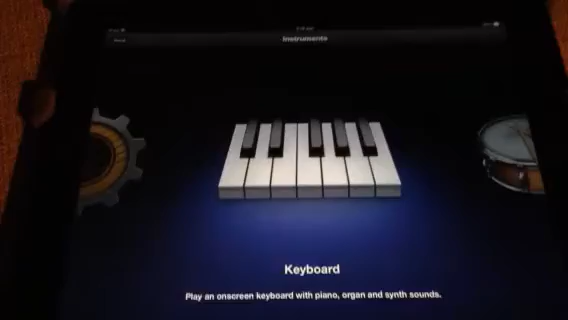 Instruments
Keyboard
Play an onscreen keyboard with piano, organ and synth sounds.